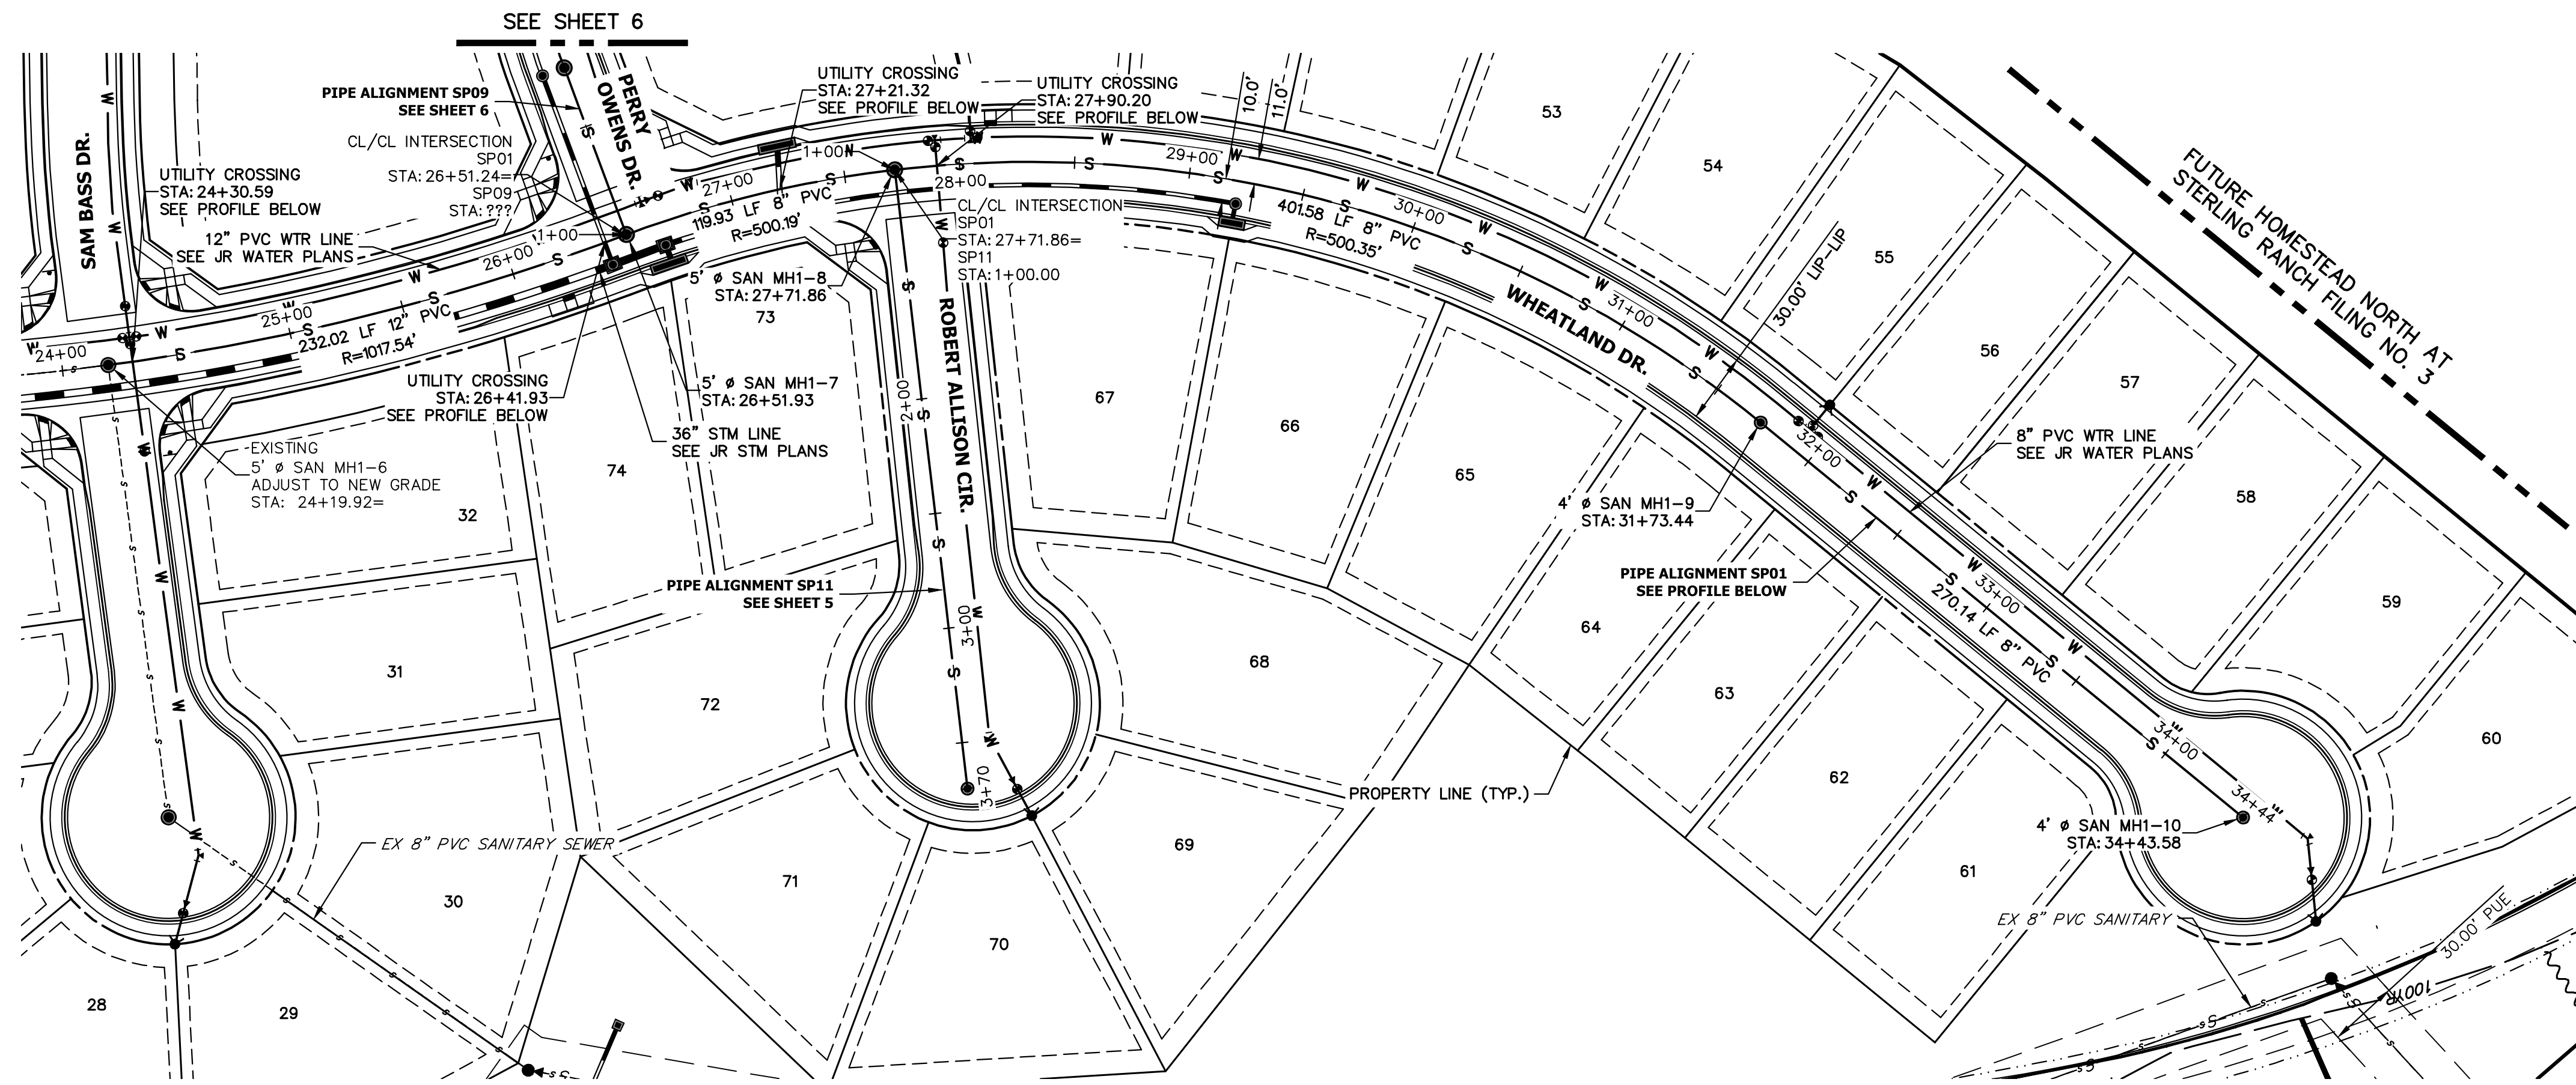 SEE SHEET 6
PIPE ALIGNMENT SP09
SEE SHEET 6
CL/CL INTERSECTION
SP01
STA: 26+51.24=
SP09
STA: ???
PERRY
OWENS DR.
UTILITY CROSSING
STA: 27+21.32
SEE PROFILE BELOW
UTILITY CROSSING
STA: 27+90.20
SEE PROFILE BELOW
10.0'
11.0'
SAM BASS DR.
UTILITY CROSSING
STA: 24+30.59
SEE PROFILE BELOW
12" PVC WTR LINE
SEE JR WATER PLANS
24+00
25+00
26+00
1+00
27+00
1+00
28+00
29+00
30+00
31+00
32+00
33+00
34+00
34+44
232.02 LF 12" PVC
R=1017.54'
119.93 LF 8" PVC
R=500.19'
401.58 LF 8" PVC
R=500.35'
270.14 LF 8" PVC
CL/CL INTERSECTION
SP01
STA: 27+71.86=
SP11
STA: 1+00.00
5' ø SAN MH1-8
STA: 27+71.86
5' ø SAN MH1-7
STA: 26+51.93
UTILITY CROSSING
STA: 26+41.93
SEE PROFILE BELOW
36" STM LINE
SEE JR STM PLANS
EXISTING
5' ø SAN MH1-6
ADJUST TO NEW GRADE
STA: 24+19.92=
ROBERT ALLISON CIR.
2+00
3+00
3+70
PIPE ALIGNMENT SP11
SEE SHEET 5
WHEATLAND DR.
30.00' LIP-LIP
4' ø SAN MH1-9
STA: 31+73.44
PIPE ALIGNMENT SP01
SEE PROFILE BELOW
8" PVC WTR LINE
SEE JR WATER PLANS
FUTURE HOMESTEAD NORTH AT
STERLING RANCH FILING NO. 3
PROPERTY LINE (TYP.)
4' ø SAN MH1-10
STA: 34+43.58
EX 8" PVC SANITARY SEWER
EX 8" PVC SANITARY
30.00' PUE
100YR
53
54
55
56
57
58
59
60
61
62
63
64
65
66
67
68
69
70
71
72
73
74
32
31
30
29
28